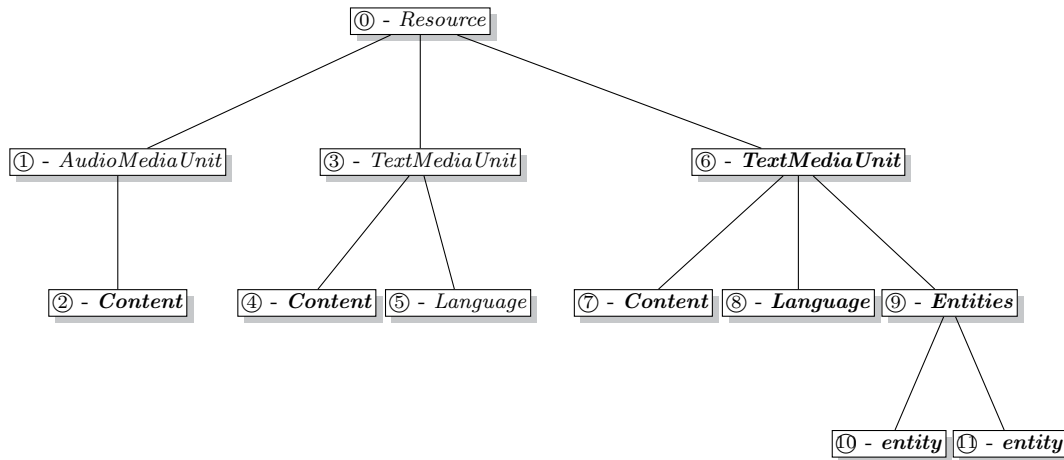 ⓪ - Resource
① - AudioMediaUnit
③ - TextMediaUnit
⑥ - TextMediaUnit
② - Content
④ - Content
⑤ - Language
⑦ - Content
⑧ - Language
⑨ - Entities
⑩ - entity
⑪ - entity